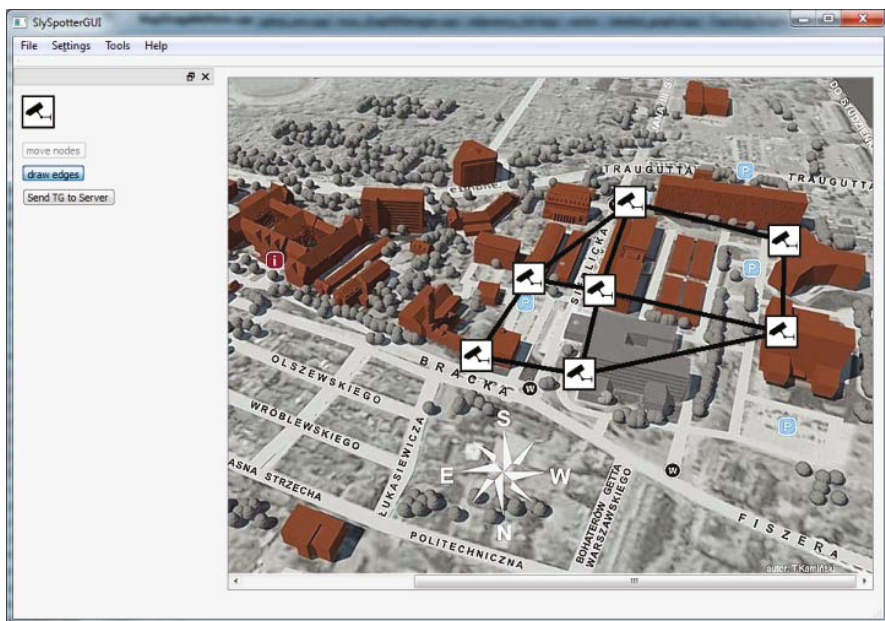 SlySpotterGUI
File Settings Tools Help
move nodes
draw edges
Send TG to Server
TRAUGUTTA
P
TRAUGUTTA
i
P
P
BRACKA
OLSZEWSKIEGO
W
WRÓBLEWSKIEGO
S
ŁUKASIEWICZA
E
W
P
W
ASNA STRZECHA
N
BOHATERÓW GETTA
WARSZAWSKIEGO
POLITECHNICZNA
FISZERA
autor: T.Kamiński